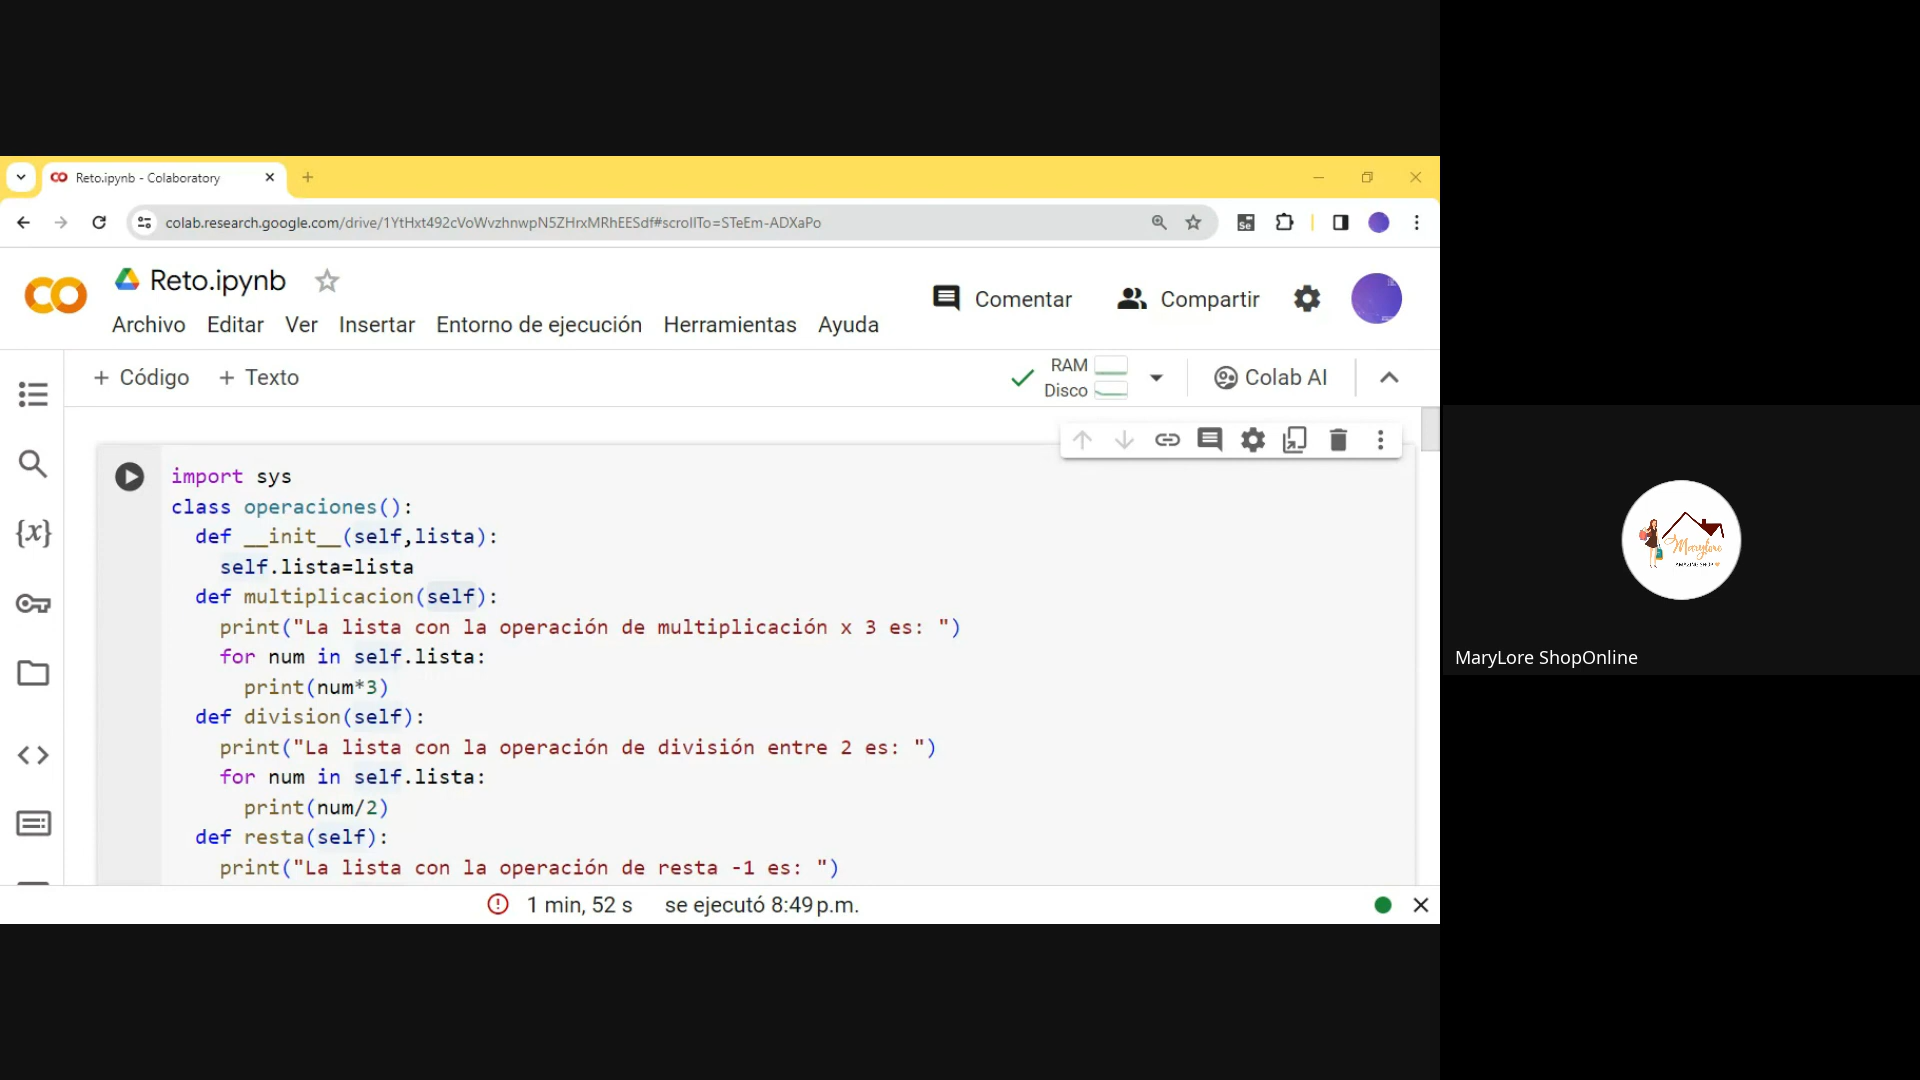 Reto.ipynb - Colaboratory
colab.research.google.com/drive/1YtHxt492cVoWvzhnwpN5ZHrxMRhEESdf#scrollTo=STeEm-ADXaPo
Se
Reto.ipynb
Comentar
Compartir
Archivo Editar Ver Insertar Entorno de ejecución Herramientas Ayuda
+ Código + Texto
RAM
Disco
Colab AI
import sys
class operaciones():
def __init__(self,lista):
self.lista=lista
def multiplicacion(self):
print("La lista con la operación de multiplicación x 3 es: ")
for num in self.lista:
print(num*3)
def division(self):
print("La lista con la operación de división entre 2 es: ")
for num in self.lista:
print(num/2)
def resta(self):
print("La lista con la operación de resta -1 es: ")
{x}
1 min, 52 s se ejecutó 8:49 p.m.
Marylore
MaryLore ShopOnline